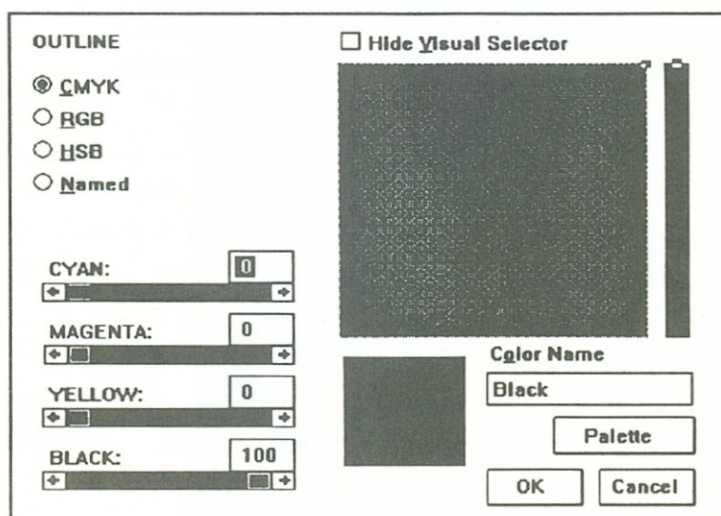 OUTLINE
Hide Visual Selector
CMYK
RGB
HSB
Named
CYAN: 0
MAGENTA: 0
YELLOW: 0
BLACK: 100
Color Name
Black
Palette
OK Cancel